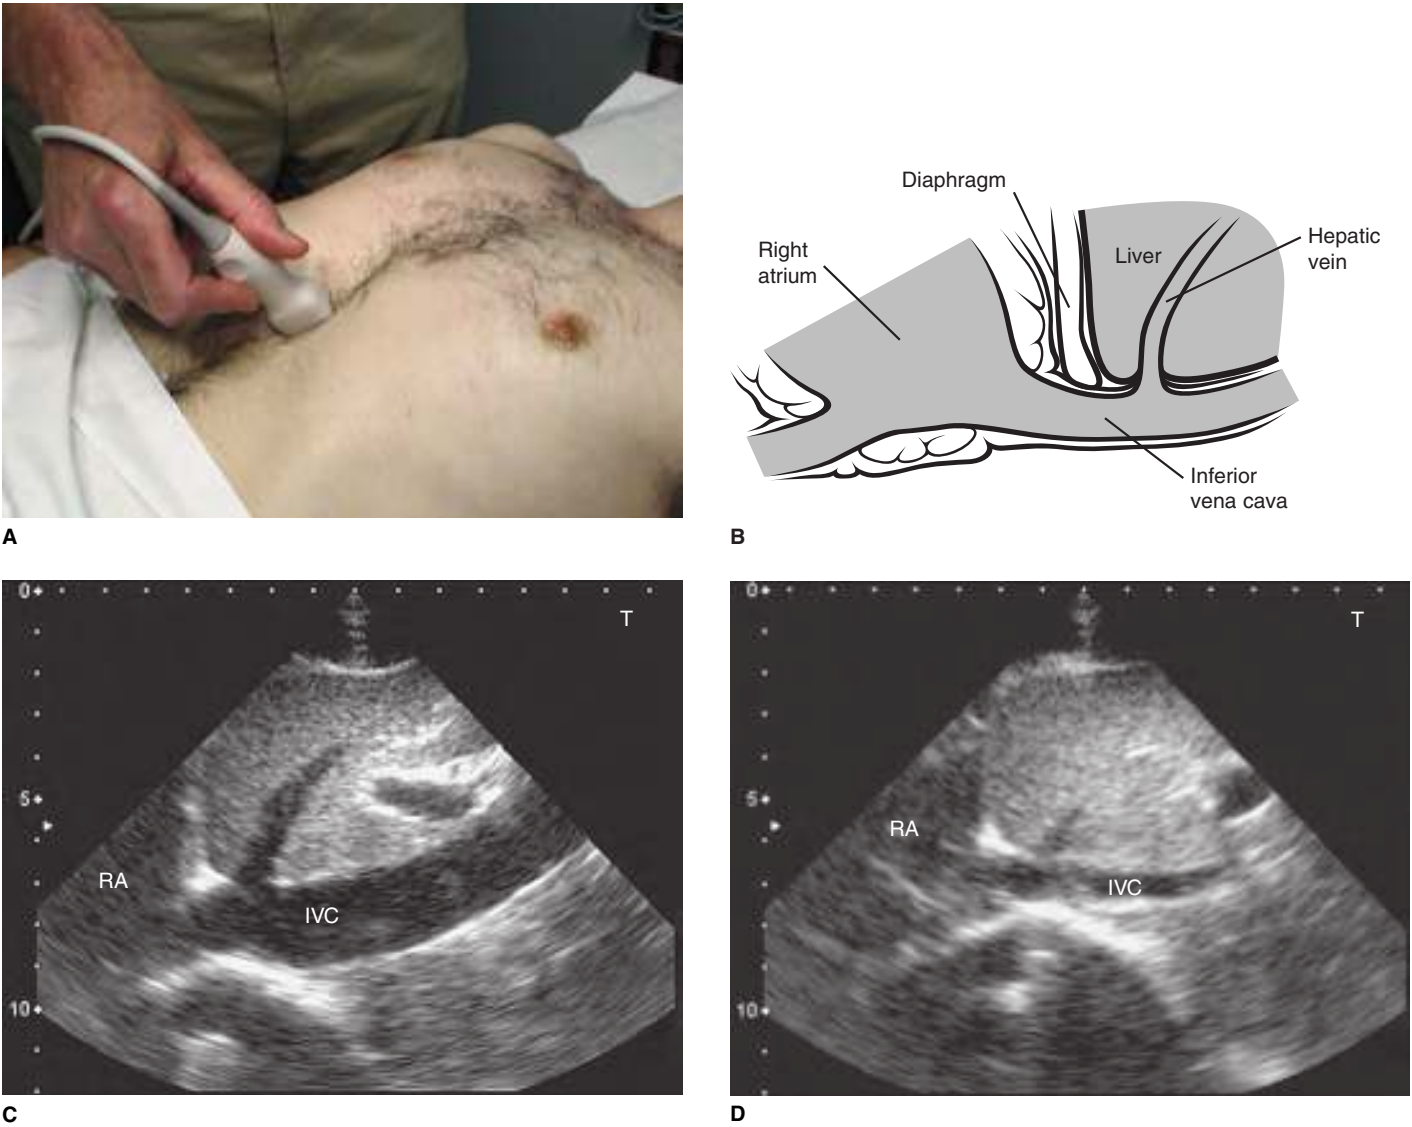 Diaphragm
Right
atrium
Liver
Hepatic
vein
Inferior
vena cava
A
B
0
T
5
RA
IVC
10
0
T
5
RA
IVC
10
C
D